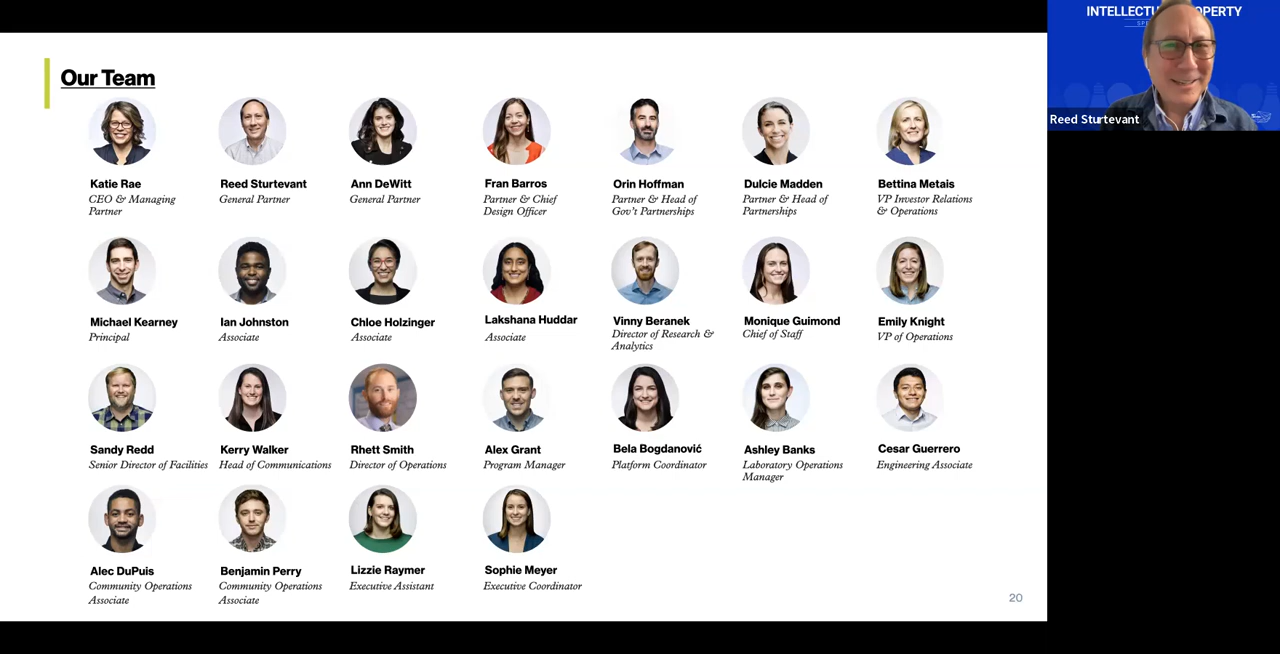 Our Team
Katie Rae
CEO & Managing
Partner
Reed Sturtevant
General Partner
Ann DeWitt
General Partner
Fran Barros
Partner & Chief
Design Officer
Orin Hoffman
Partner & Head of
Gov't Partnerships
Dulcie Madden
Partner & Head of
Partnerships
Bettina Metais
VP Investor Relations
& Operations
Michael Kearney
Principal
Ian Johnston
Associate
Chloe Holzinger
Associate
Lakshana Huddar
Associate
Vinny Beranek
Director of Research &
Analytics
Monique Guimond
Chief of Staff
Emily Knight
VP of Operations
Sandy Redd
Senior Director of Facilities
Kerry Walker
Head of Communications
Rhett Smith
Director of Operations
Alex Grant
Program Manager
Bela Bogdanović
Platform Coordinator
Ashley Banks
Laboratory Operations
Manager
Cesar Guerrero
Engineering Associate
Alec DuPuis
Community Operations
Associate
Benjamin Perry
Community Operations
Associate
Lizzie Raymer
Executive Assistant
Sophie Meyer
Executive Coordinator
20
Reed Sturtevant